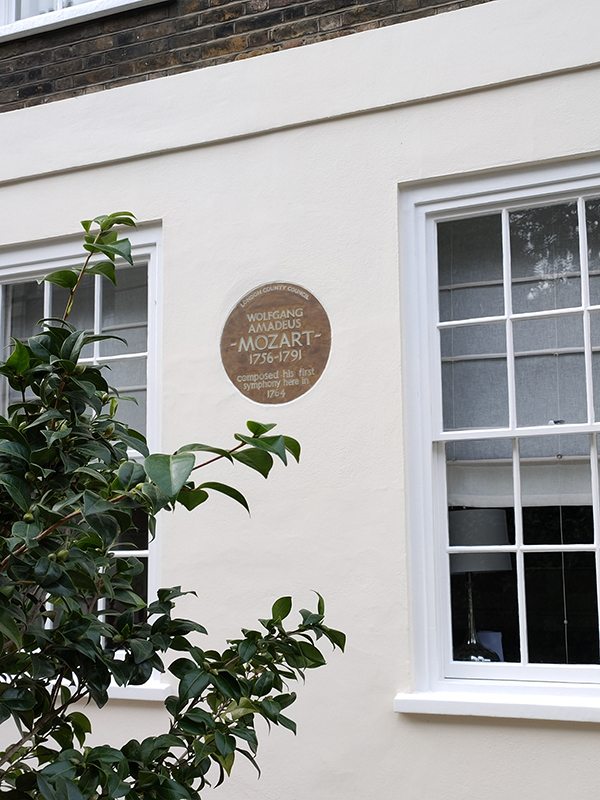 LONDON COUNTY COUNCIL
WOLFGANG
AMADEUS
-MOZART-
1756-1791
composed his first
symphony here in
1764